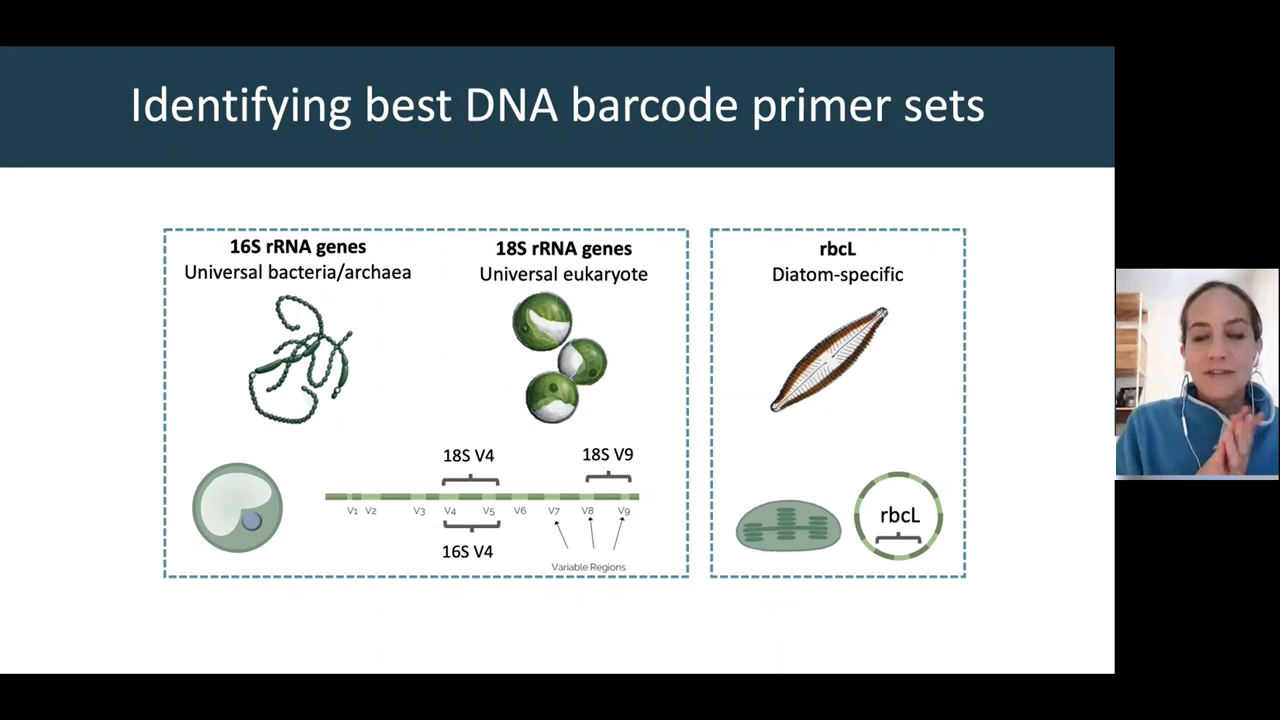 Identifying best DNA barcode primer sets
16S rRNA genes
Universal bacteria/archaea
18S rRNA genes
Universal eukaryote
18S V4
18S V9
V1 V2 V3 V4 V5 V6 V7 V8 V9
16S V4
Variable Regions
rbcL
Diatom-specific
rbcL